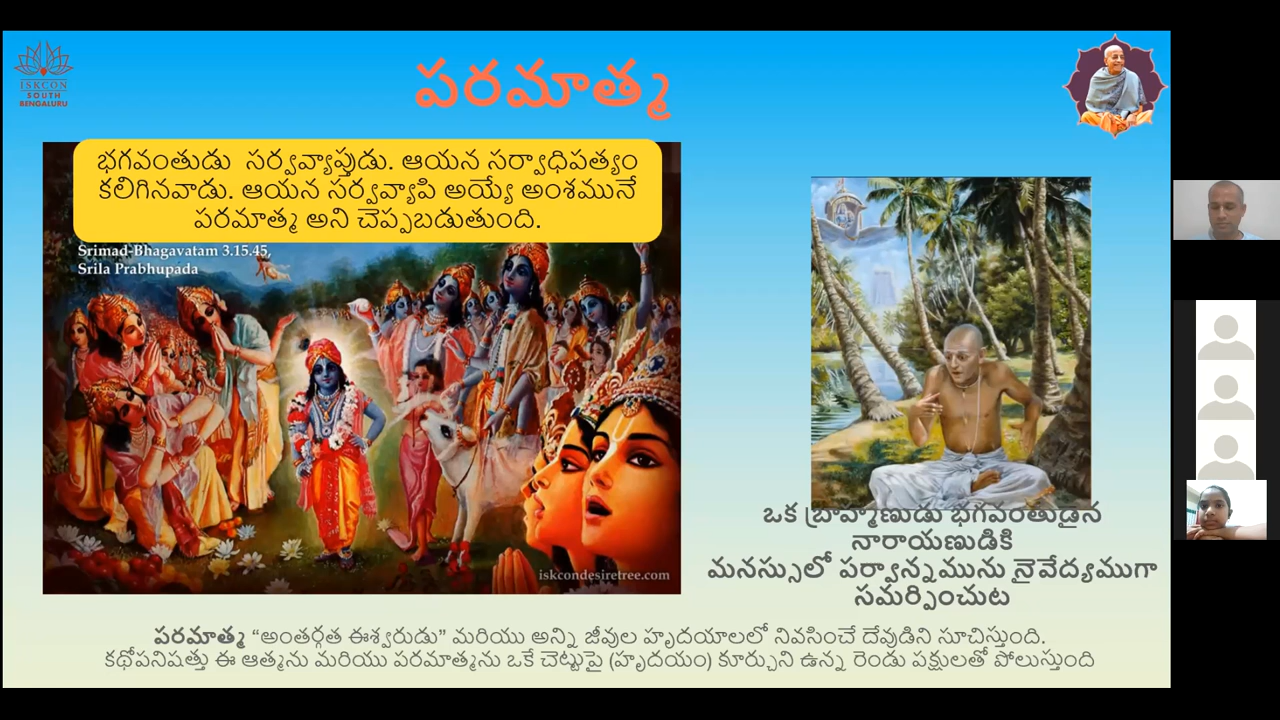 ISKCON
SOUTH
BENGALURU
పరమాత్మ
భగవంతుడు సర్వవ్యాప్తుడు. ఆయన సర్వాధిపత్యం
కలిగినవాడు. ఆయన సర్వవ్యాపి అయ్యే అంశమునే
పరమాత్మ అని చెప్పబడుతుంది.
Srimad-Bhagavatam 3.15.45,
Srila Prabhupada
iskcondesiretree.com
ఒక బ్రాహ్మణుడు భగవంతుడైన
నారాయణుడికి
మనస్సులో పర్వాన్నమును నైవేద్యముగా
సమర్పించుట
పరమాత్మ “అంతర్గత ఈశ్వరుడు” మరియు అన్ని జీవుల హృదయాలలో నివసించే దేవుడిని సూచిస్తుంది.
కథోపనిషత్తు ఈ ఆత్మను మరియు పరమాత్మను ఒకే చెట్టుపై (హృదయం) కూర్చుని ఉన్న రెండు పక్షులతో పోలుస్తుంది